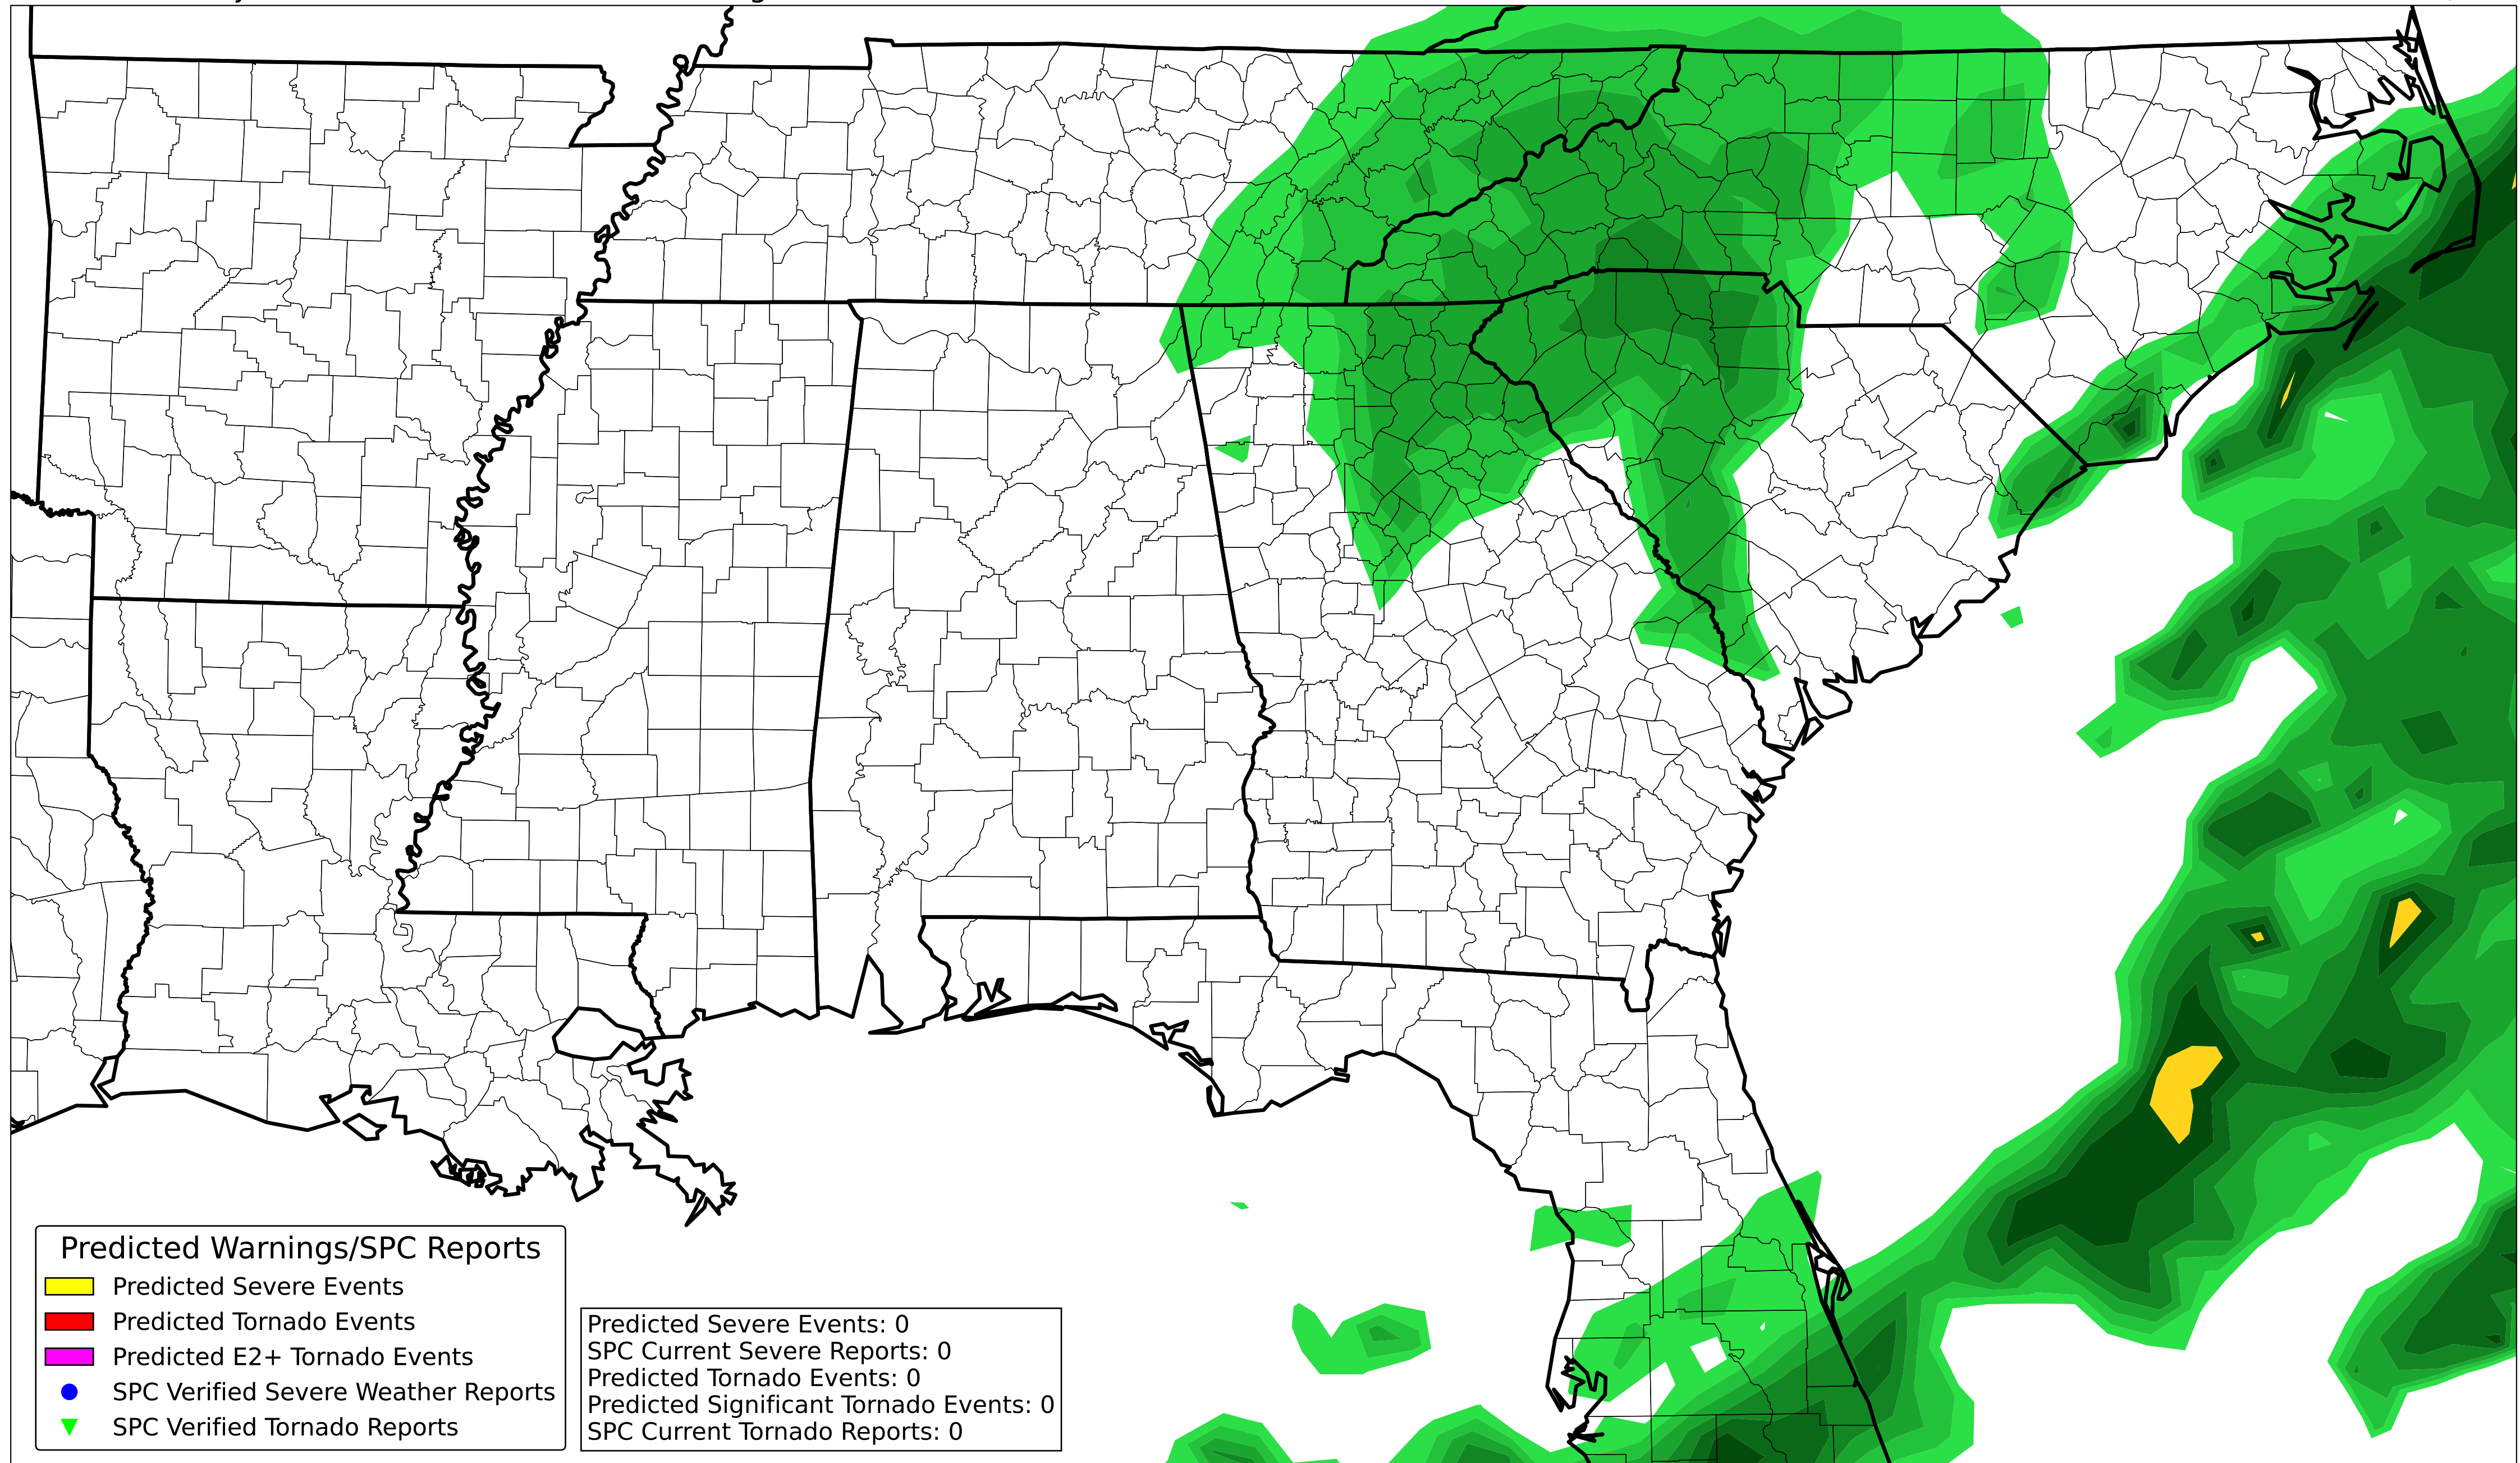 Predicted Warnings/SPC Reports
Predicted Severe Events
Predicted Tornado Events
Predicted E2+ Tornado Events
SPC Verified Severe Weather Reports
SPC Verified Tornado Reports
Predicted Severe Events: 0
SPC Current Severe Reports: 0
Predicted Tornado Events: 0
Predicted Significant Tornado Events: 0
SPC Current Tornado Reports: 0